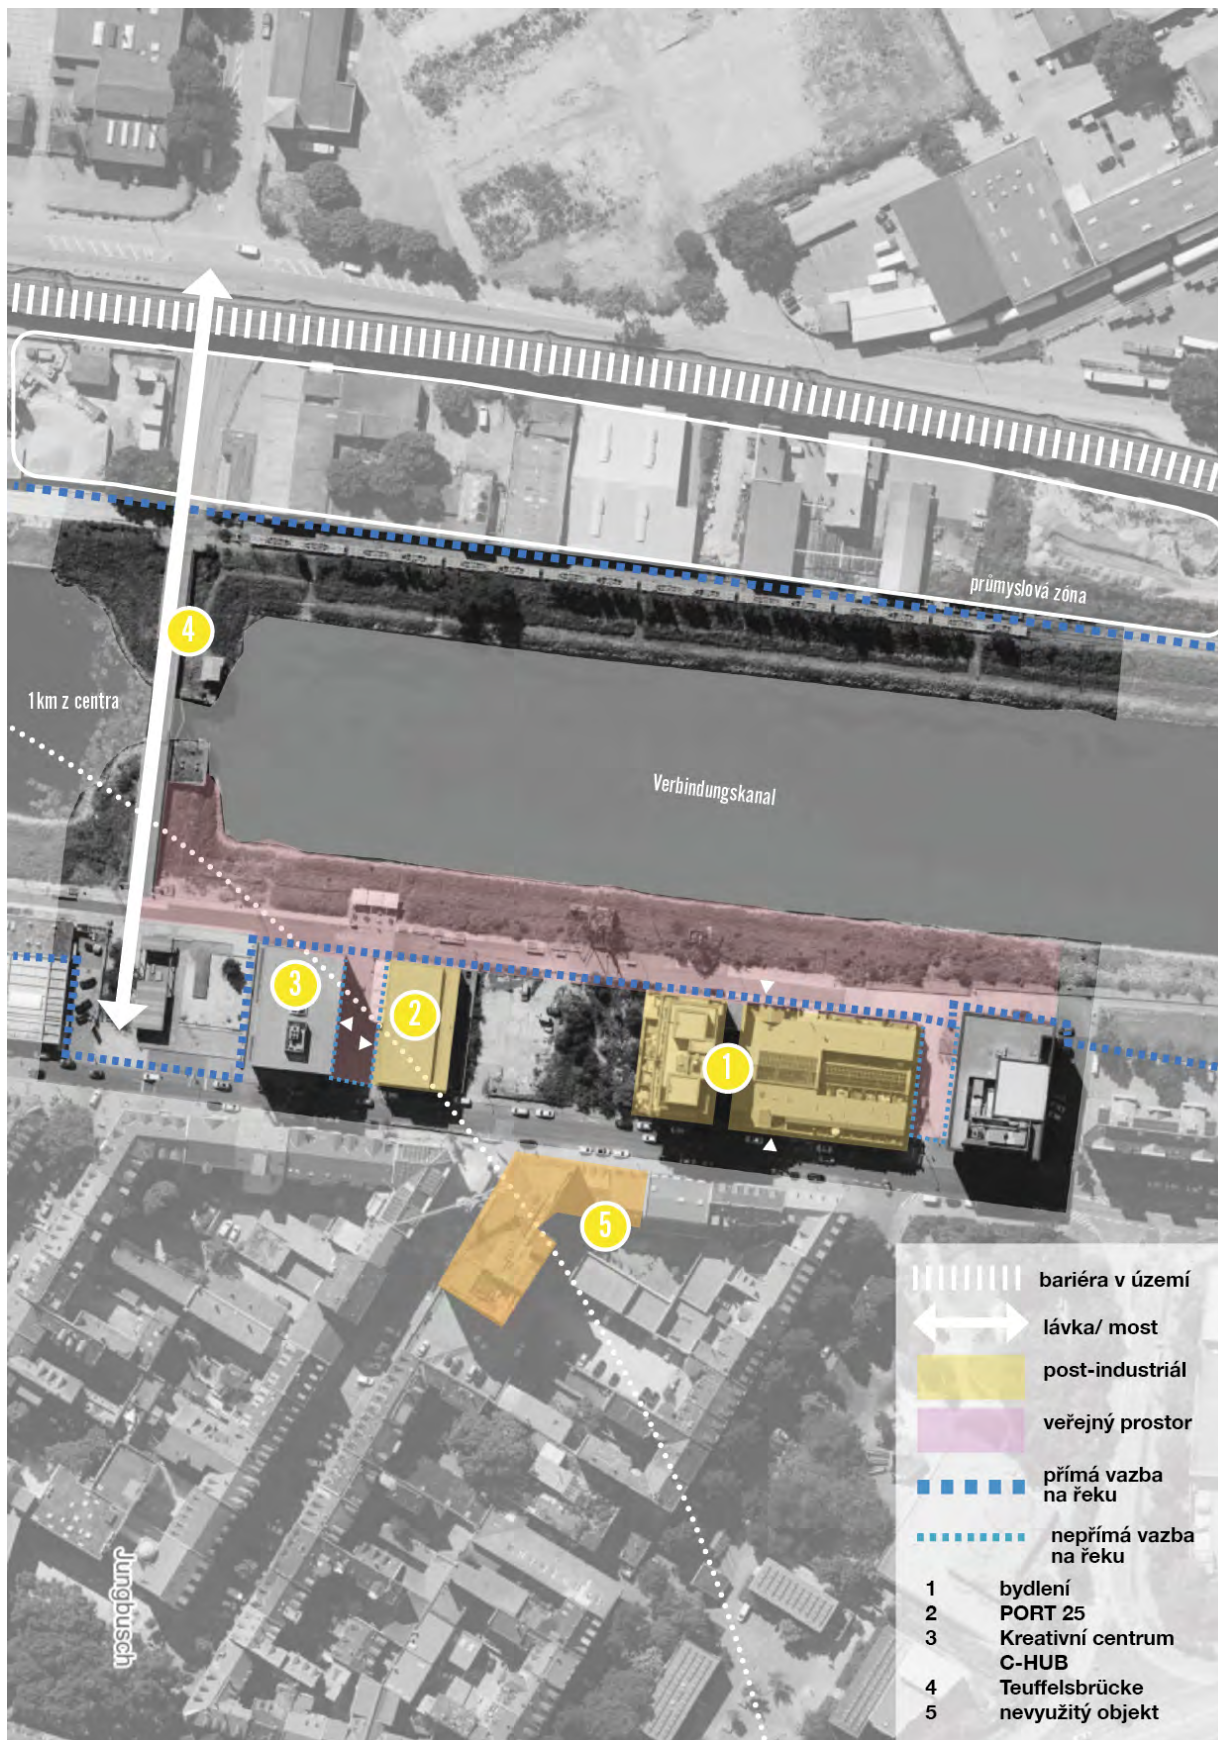 4
průmyslová zóna
1km z centra
Verbindungskanal
3
2
1
5
Jungbusch
bariéra v území
lávka/ most
post-industriál
veřejný prostor
přímá vazba
na řeku
nepřímá vazba
na řeku
1 bydlení
2 PORT 25
3 Kreativní centrum
C-HUB
4 Teuffelsbrücke
5 nevyužitý objekt